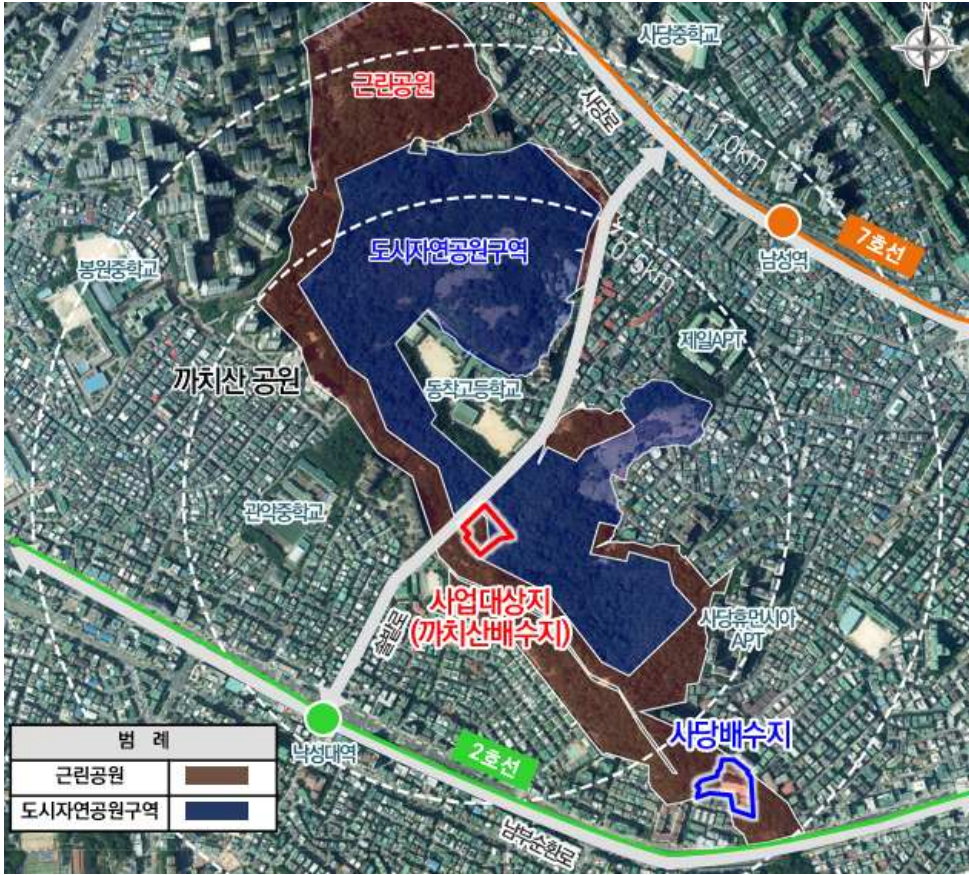 사당중학교
N
근린공원
사당로
1.0km
7호선
남성역
도시자연공원구역
0.5km
봉원중학교
제일APT
동작고등학교
까치산 공원
관악중학교
사업대상지
(까치산배수지)
사당휴먼시아
APT
솔밭로
사당배수지
낙성대역
2호선
남부순환로
범 례
근린공원
도시자연공원구역